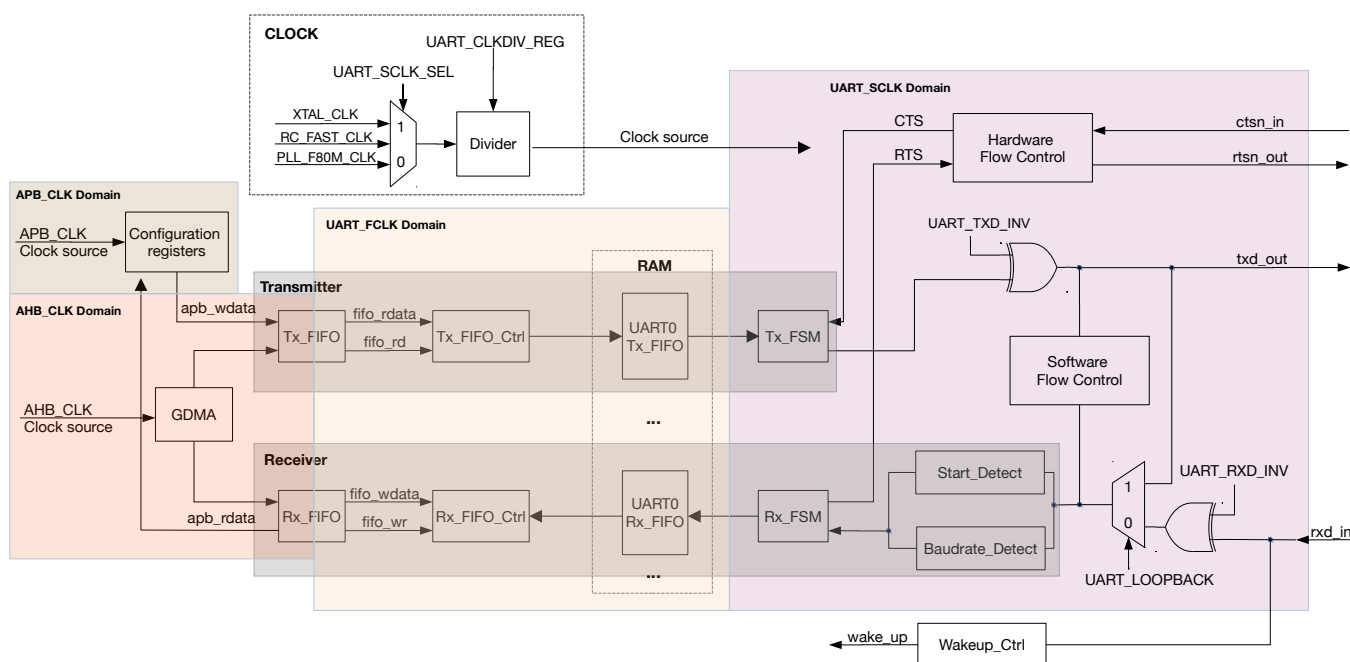 CLOCK
UART_CLKDIV_REG
UART_SCLK_SEL
XTAL_CLK
RC_FAST_CLK
PLL_F80M_CLK
1
0
Divider
Clock source
UART_SCLK Domain
CTS
RTS
Hardware
Flow Control
ctsn_in
rtsn_out
APB_CLK Domain
APB_CLK
Clock source
Configuration
registers
UART_FCLK Domain
UART_TXD_INV
txd_out
RAM
Transmitter
AHB_CLK Domain
apb_wdata
Tx_FIFO
fifo_rdata
fifo_rd
Tx_FIFO_Ctrl
UART0
Tx_FIFO
Tx_FSM
Software
Flow Control
AHB_CLK
Clock source
GDMA
...
Receiver
apb_rdata
Rx_FIFO
fifo_wdata
fifo_wr
Rx_FIFO_Ctrl
UART0
Rx_FIFO
...
Rx_FSM
Start_Detect
Baudrate_Detect
1
0
UART_RXD_INV
rxd_in
UART_LOOPBACK
wake_up
Wakeup_Ctrl